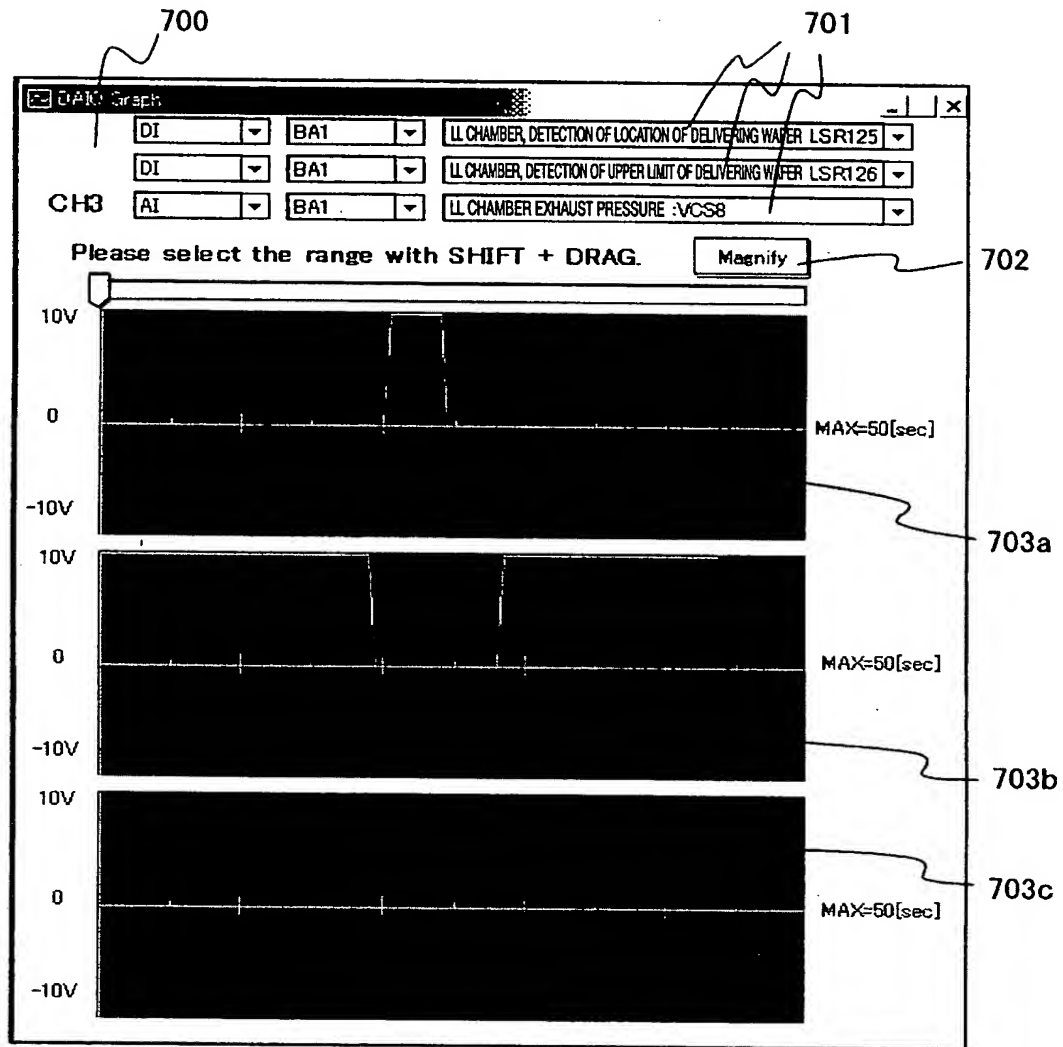 700
701
DAIO Graph
DI BA1 LL CHAMBER, DETECTION OF LOCATION OF DELIVERING WAFER LSR125
DI BA1 LL CHAMBER, DETECTION OF UPPER LIMIT OF DELIVERING WAFER LSR126
CH3 AI BA1 LL CHAMBER EXHAUST PRESSURE :VCS8
Please select the range with SHIFT + DRAG. Magnify
702
10V
0
MAX=50[sec]
-10V
703a
10V
0
MAX=50[sec]
-10V
703b
10V
703c
0
MAX=50[sec]
-10V